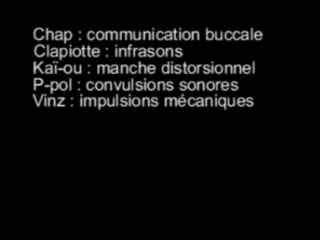 Chap : communication buccale
Clapiotte : infrasons
Kaï-ou : manche distorsionnel
P-pol : convulsions sonores
Vinz : impulsions mécaniques